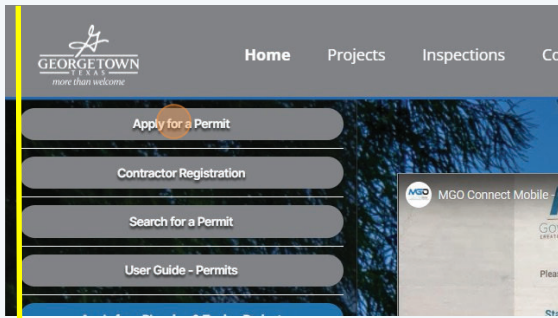 GEORGETOWN
TEXAS
more than welcome
Home Projects Inspections
Apply for a Permit
Contractor Registration
Search for a Permit
User Guide - Permits
MGO
MGO Connect Mobile -